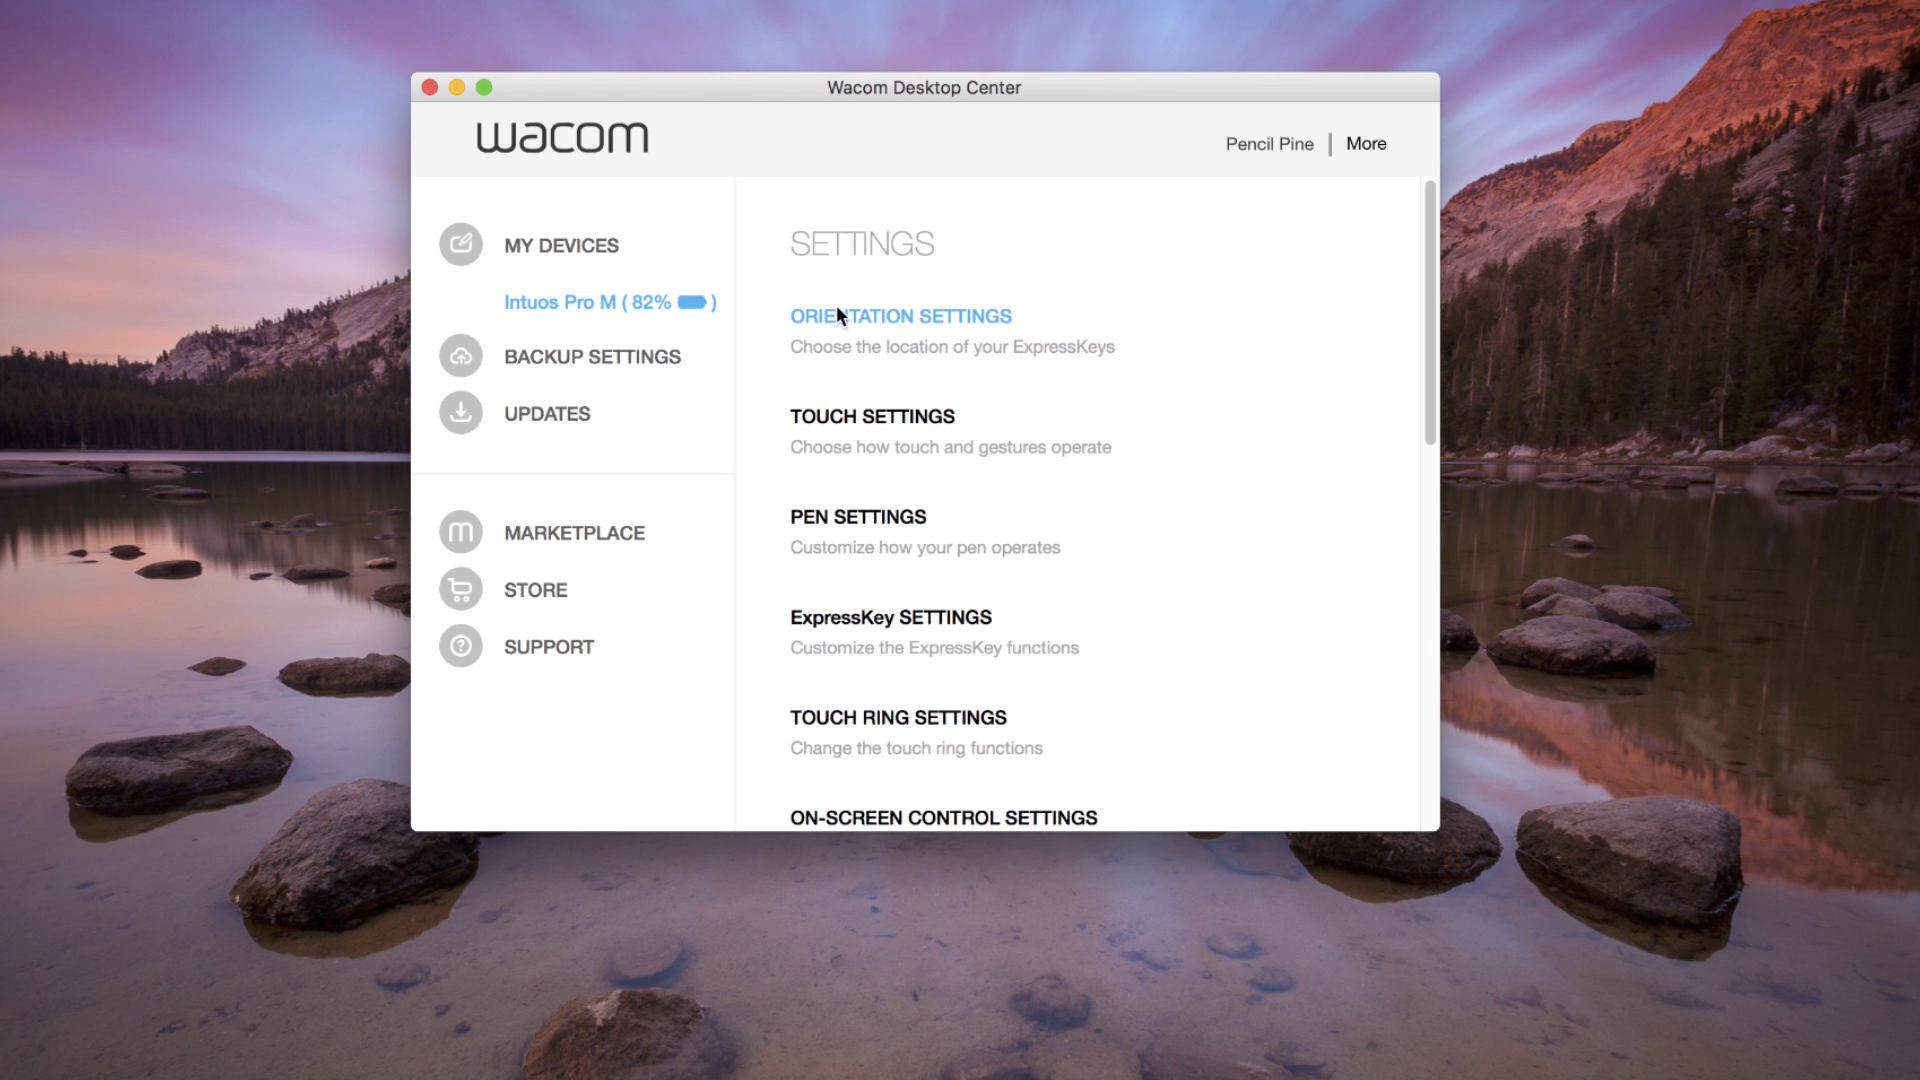 Wacom Desktop Center
wacom
Pencil Pine | More
MY DEVICES
Intuos Pro M ( 82% )
BACKUP SETTINGS
UPDATES
MARKETPLACE
STORE
SUPPORT
SETTINGS
ORIENTATION SETTINGS
Choose the location of your ExpressKeys
TOUCH SETTINGS
Choose how touch and gestures operate
PEN SETTINGS
Customize how your pen operates
ExpressKey SETTINGS
Customize the ExpressKey functions
TOUCH RING SETTINGS
Change the touch ring functions
ON-SCREEN CONTROL SETTINGS